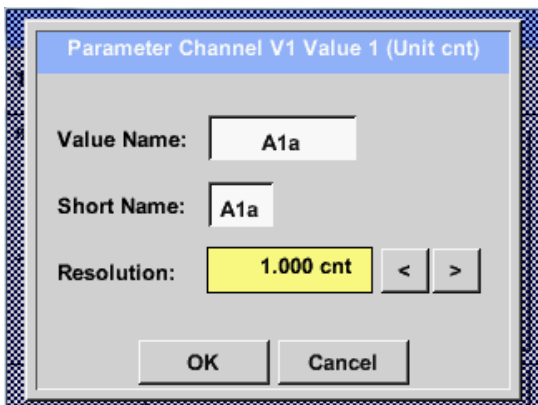 Parameter Channel V1 Value 1 (Unit cnt)
Value Name: A1a
Short Name: A1a
Resolution: 1.000 cnt < >
OK Cancel